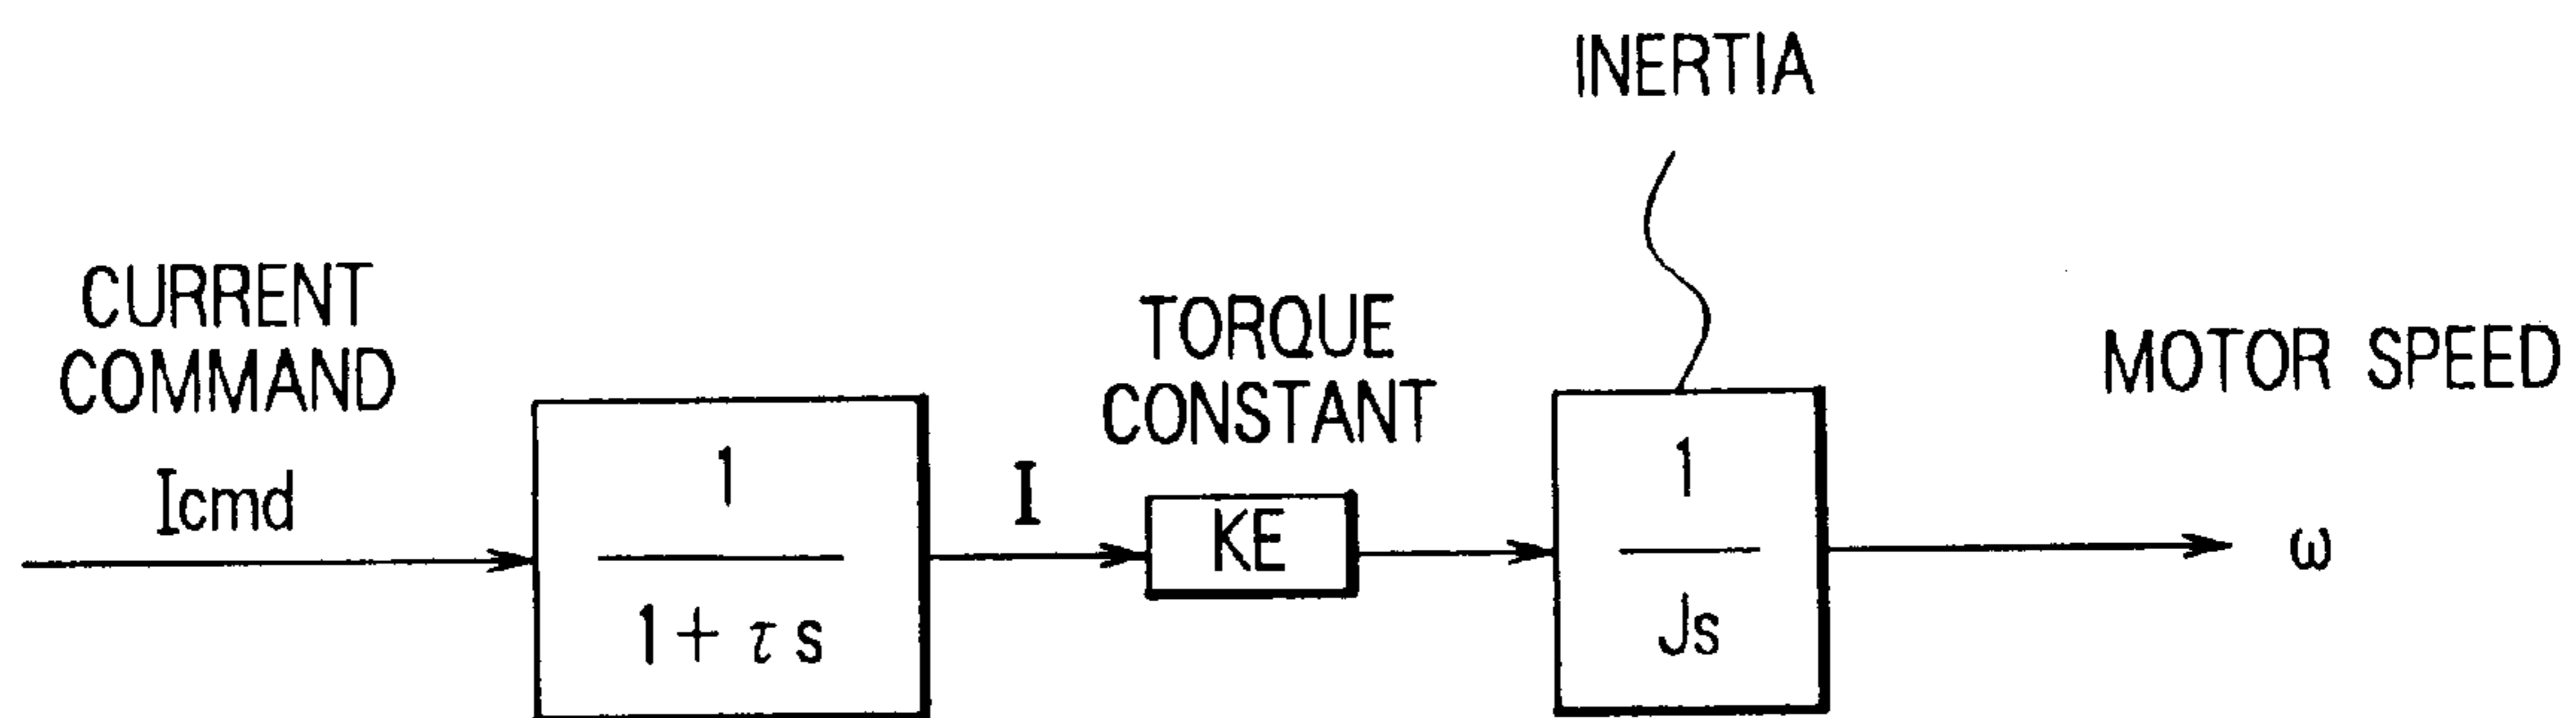 INERTIA
CURRENT
COMMAND
Icmd
1
1 + τ s
I
TORQUE
CONSTANT
KE
1
Js
MOTOR SPEED
ω